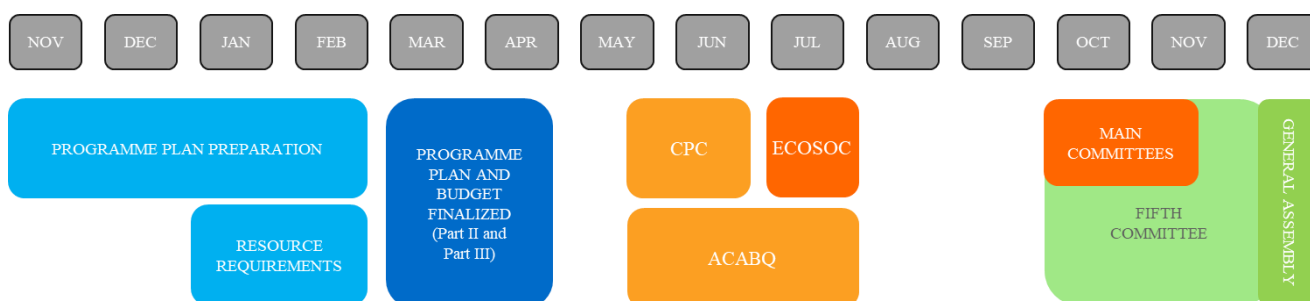 NOV DEC JAN FEB MAR APR MAY JUN JUL AUG SEP OCT NOV DEC
PROGRAMME PLAN PREPARATION
RESOURCE
REQUIREMENTS
PROGRAMME
PLAN AND
BUDGET
FINALIZED
(Part II and
Part III)
CPC
ECOSOC
ACABQ
MAIN
COMMITTEES
FIFTH
COMMITTEE
GENERAL ASSEMBLY